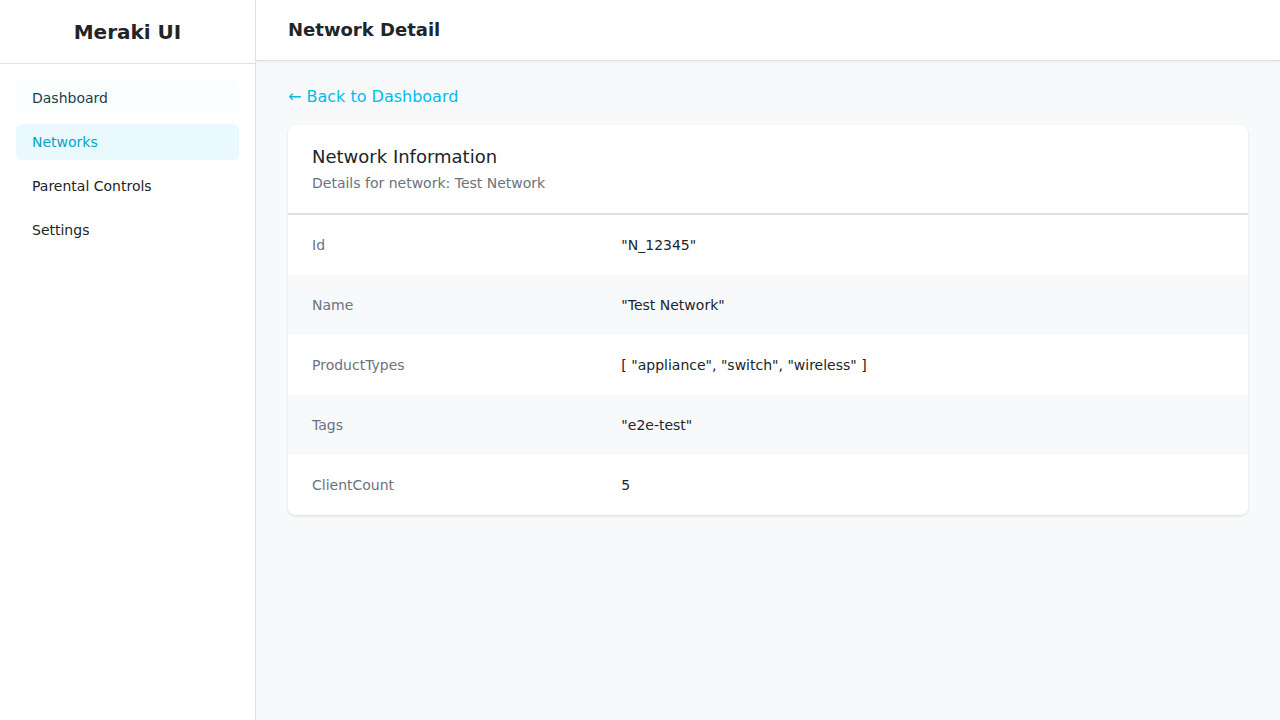 Meraki UI
Network Detail
Dashboard
Networks
Parental Controls
Settings
← Back to Dashboard
Network Information
Details for network: Test Network
Id "N_12345"
Name "Test Network"
ProductTypes [ "appliance", "switch", "wireless" ]
Tags "e2e-test"
ClientCount 5